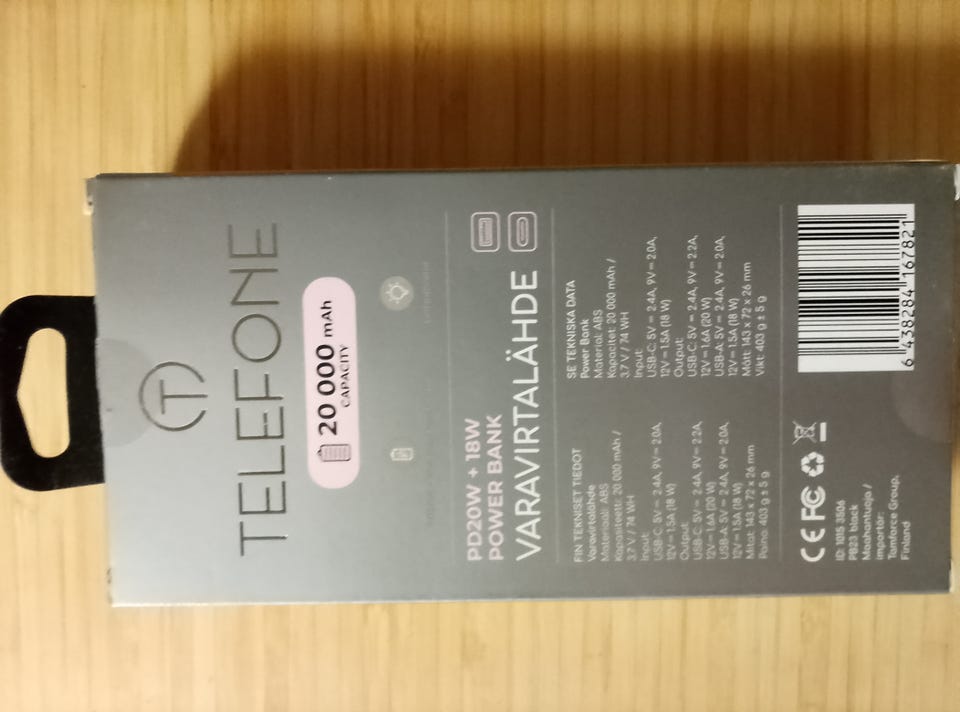 T
TELEFONE
20 000 mAh
CAPACITY
PD20W + 18W
POWER BANK
VARAVIRTALÄHDE
FIN TEKNISET TIEDOT
Varavirtalähde
Materiaali: ABS
Kapasiteetti: 20 000 mAh /
3.7 V / 74 WH
Input:
USB-C: 5V ⎓ 2.4A, 9V ⎓ 2.0A,
12V ⎓ 1.5A (18 W)
Output:
USB-C: 5V ⎓ 2.4A, 9V ⎓ 2.2A,
12V ⎓ 1.6A (20 W)
USB-A: 5V ⎓ 2.4A, 9V ⎓ 2.0A,
12V ⎓ 1.5A (18 W)
Mitat: 143 x 72 x 26 mm
Paino: 403 g ± 5 g
SE TEKNISKA DATA
Power Bank
Material: ABS
Kapacitet: 20 000 mAh /
3.7 V / 74 WH
Input:
USB-C: 5V ⎓ 2.4A, 9V ⎓ 2.0A,
12V ⎓ 1.5A (18 W)
Output:
USB-C: 5V ⎓ 2.4A, 9V ⎓ 2.2A,
12V ⎓ 1.6A (20 W)
USB-A: 5V ⎓ 2.4A, 9V ⎓ 2.0A,
12V ⎓ 1.5A (18 W)
Mått: 143 x 72 x 26 mm
Vikt: 403 g ± 5 g
CE FC
ID: 1015 3506
PB23 black
Maahantuoja /
Importör:
Tamforce Group,
Finland
6 438284 167821